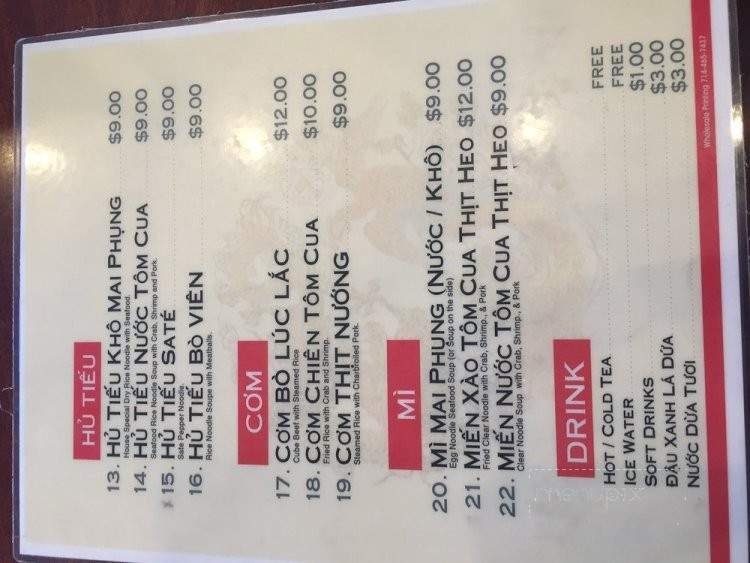 HỦ TIẾU
13. HỦ TIẾU KHÔ MAI PHỤNG $9.00
House Special Dry Rice Noodle with Seafood.
14. HỦ TIẾU NƯỚC TÔM CUA $9.00
Seafood Rice Noodle Soup with Crab, Shrimp and Pork.
15. HỦ TIẾU SATÉ $9.00
Sate Pepper Noodle.
16. HỦ TIẾU BÒ VIÊN $9.00
Rice Noodle Soupe with Meatballs.
CƠM
17. CƠM BÒ LÚC LẮC $12.00
Cube Beef with Steamed Rice
18. CƠM CHIÊN TÔM CUA $10.00
Fried Rice with Crab and Shrimp.
19. CƠM THỊT NƯỚNG $9.00
Steamed Rice with Charbroiled Pork.
MÌ
20. MÌ MAI PHỤNG (NƯỚC / KHÔ) $9.00
Egg Noodle Seafood Soup (or Soup on the side)
21. MIẾN XÀO TÔM CUA THỊT HEO $12.00
Fried Clear Noodle with Crab, Shrimp, & Pork
22. MIẾN NƯỚC TÔM CUA THỊT HEO $9.00
Clear Noodle Soup with Crab, Shrimp, & Pork
DRINK
HOT / COLD TEA FREE
ICE WATER FREE
SOFT DRINKS $1.00
ĐẬU XANH LÁ DỨA $3.00
NƯỚC DỪA TƯƠI $3.00
Wholesale Printing 714-465-7437